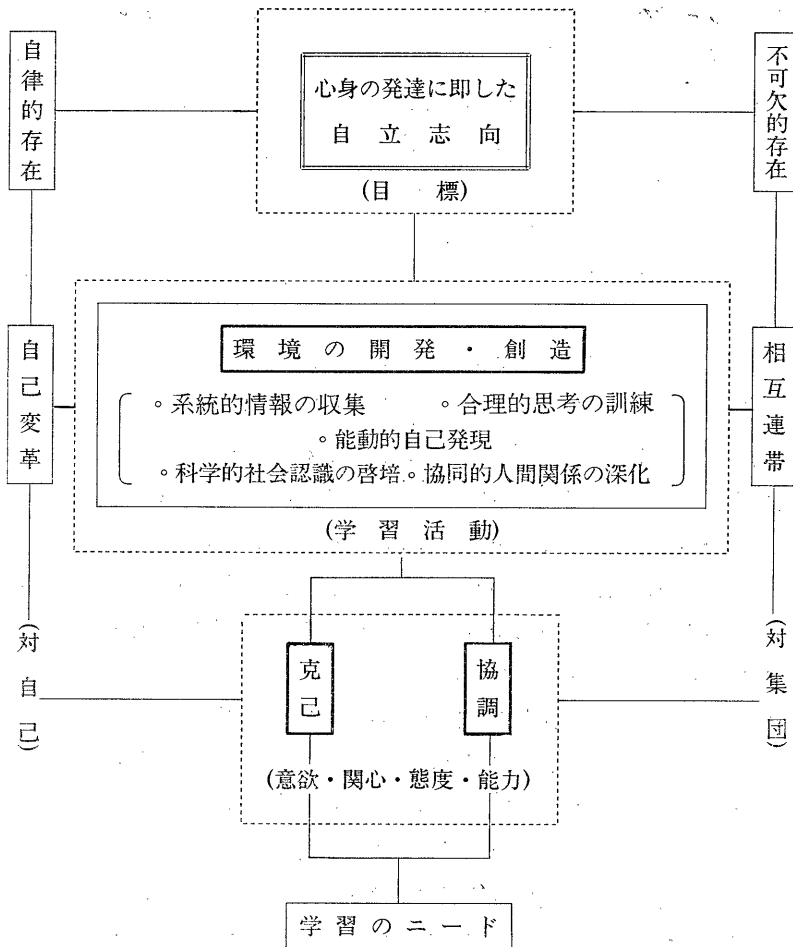 自律的存在
心身の発達に即した
自立志向
(目標)
不可欠的存在
自己変革
環境の開発・創造
◦系統的情報の収集 ◦合理的思考の訓練
◦能動的自己発現
◦科学的社会認識の啓培◦協同的人間関係の深化
(学習活動)
相互連帯
(対自己)
克己
協調
(意欲・関心・態度・能力)
(対集団)
学習のニード